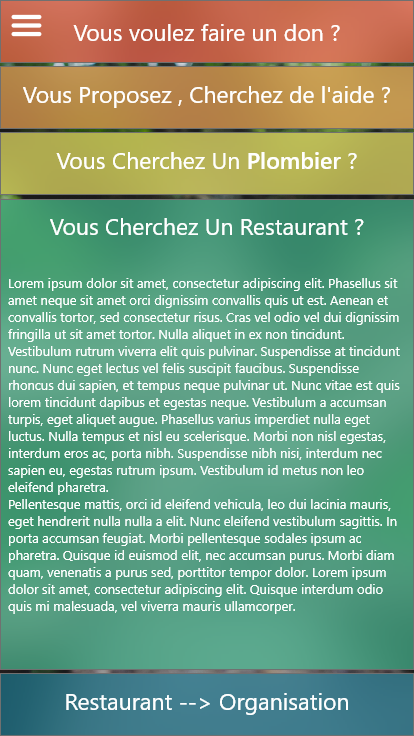 Vous voulez faire un don ?
Vous Proposez , Cherchez de l'aide ?
Vous Cherchez Un Plombier ?
Vous Cherchez Un Restaurant ?
Lorem ipsum dolor sit amet, consectetur adipiscing elit. Phasellus sit
amet neque sit amet orci dignissim convallis quis ut est. Aenean et
convallis tortor, sed consectetur risus. Cras vel odio vel dui dignissim
fringilla ut sit amet tortor. Nulla aliquet in ex non tincidunt.
Vestibulum rutrum viverra elit quis pulvinar. Suspendisse at tincidunt
nunc. Nunc eget lectus vel felis suscipit faucibus. Suspendisse
rhoncus dui sapien, et tempus neque pulvinar ut. Nunc vitae est quis
lorem tincidunt dapibus et egestas neque. Vestibulum a accumsan
turpis, eget aliquet augue. Phasellus varius imperdiet nulla eget
luctus. Nulla tempus et nisl eu scelerisque. Morbi non nisl egestas,
interdum eros ac, porta nibh. Suspendisse nibh nisi, interdum nec
sapien eu, egestas rutrum ipsum. Vestibulum id metus non leo
eleifend pharetra.
Pellentesque mattis, orci id eleifend vehicula, leo dui lacinia mauris,
eget hendrerit nulla nulla a elit. Nunc eleifend vestibulum sagittis. In
porta accumsan feugiat. Morbi pellentesque sodales ipsum ac
pharetra. Quisque id euismod elit, nec accumsan purus. Morbi diam
quam, venenatis a purus sed, porttitor tempor dolor. Lorem ipsum
dolor sit amet, consectetur adipiscing elit. Quisque interdum odio
quis mi malesuada, vel viverra mauris ullamcorper.
Restaurant --> Organisation